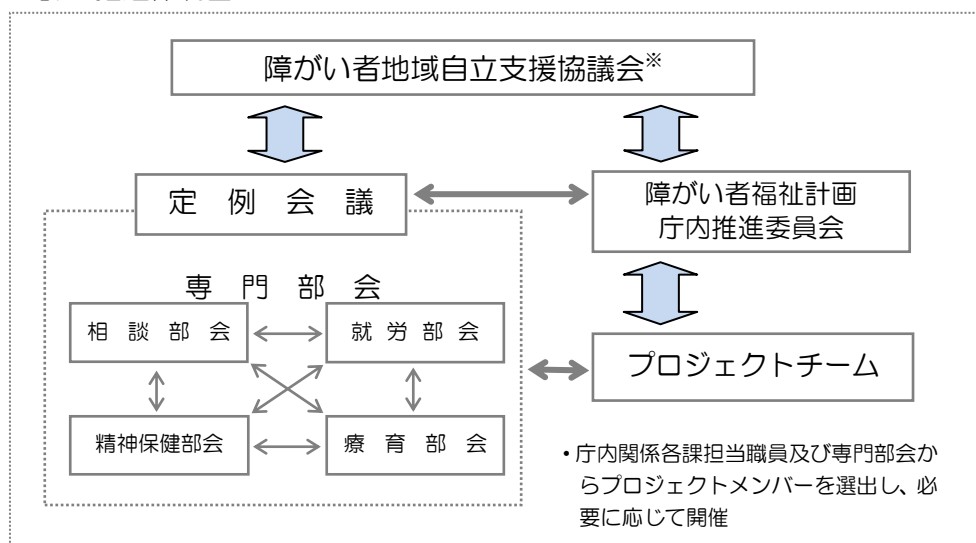 障がい者地域自立支援協議会※
定例会議
障がい者福祉計画
庁内推進委員会
専門部会
相談部会
就労部会
精神保健部会
療育部会
プロジェクトチーム
・庁内関係各課担当職員及び専門部会か
らプロジェクトメンバーを選出し、必
要に応じて開催